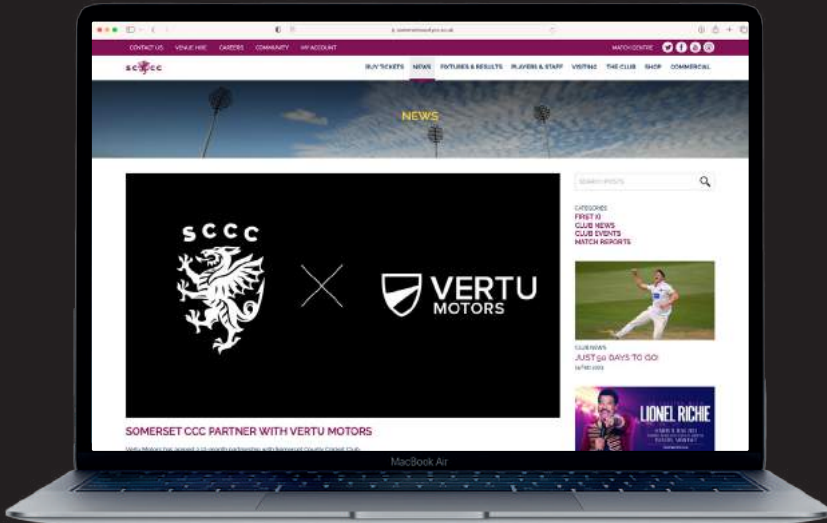 CONTACT US VENUE HIRE CAREERS COMMUNITY MY ACCOUNT MATCH CENTRE
SCCC
BUY TICKETS NEWS FIXTURES & RESULTS PLAYERS & STAFF VISITING THE CLUB SHOP COMMERCIAL
NEWS
SEARCH POSTS
CATEGORIES
FIRST XI
CLUB NEWS
CLUB EVENTS
MATCH REPORTS
SCCC
VERTU
MOTORS
CLUB NEWS
JUST 50 DAYS TO GO!
LIONEL RICHIE
SOMERSET CCC PARTNER WITH VERTU MOTORS
MacBook Air